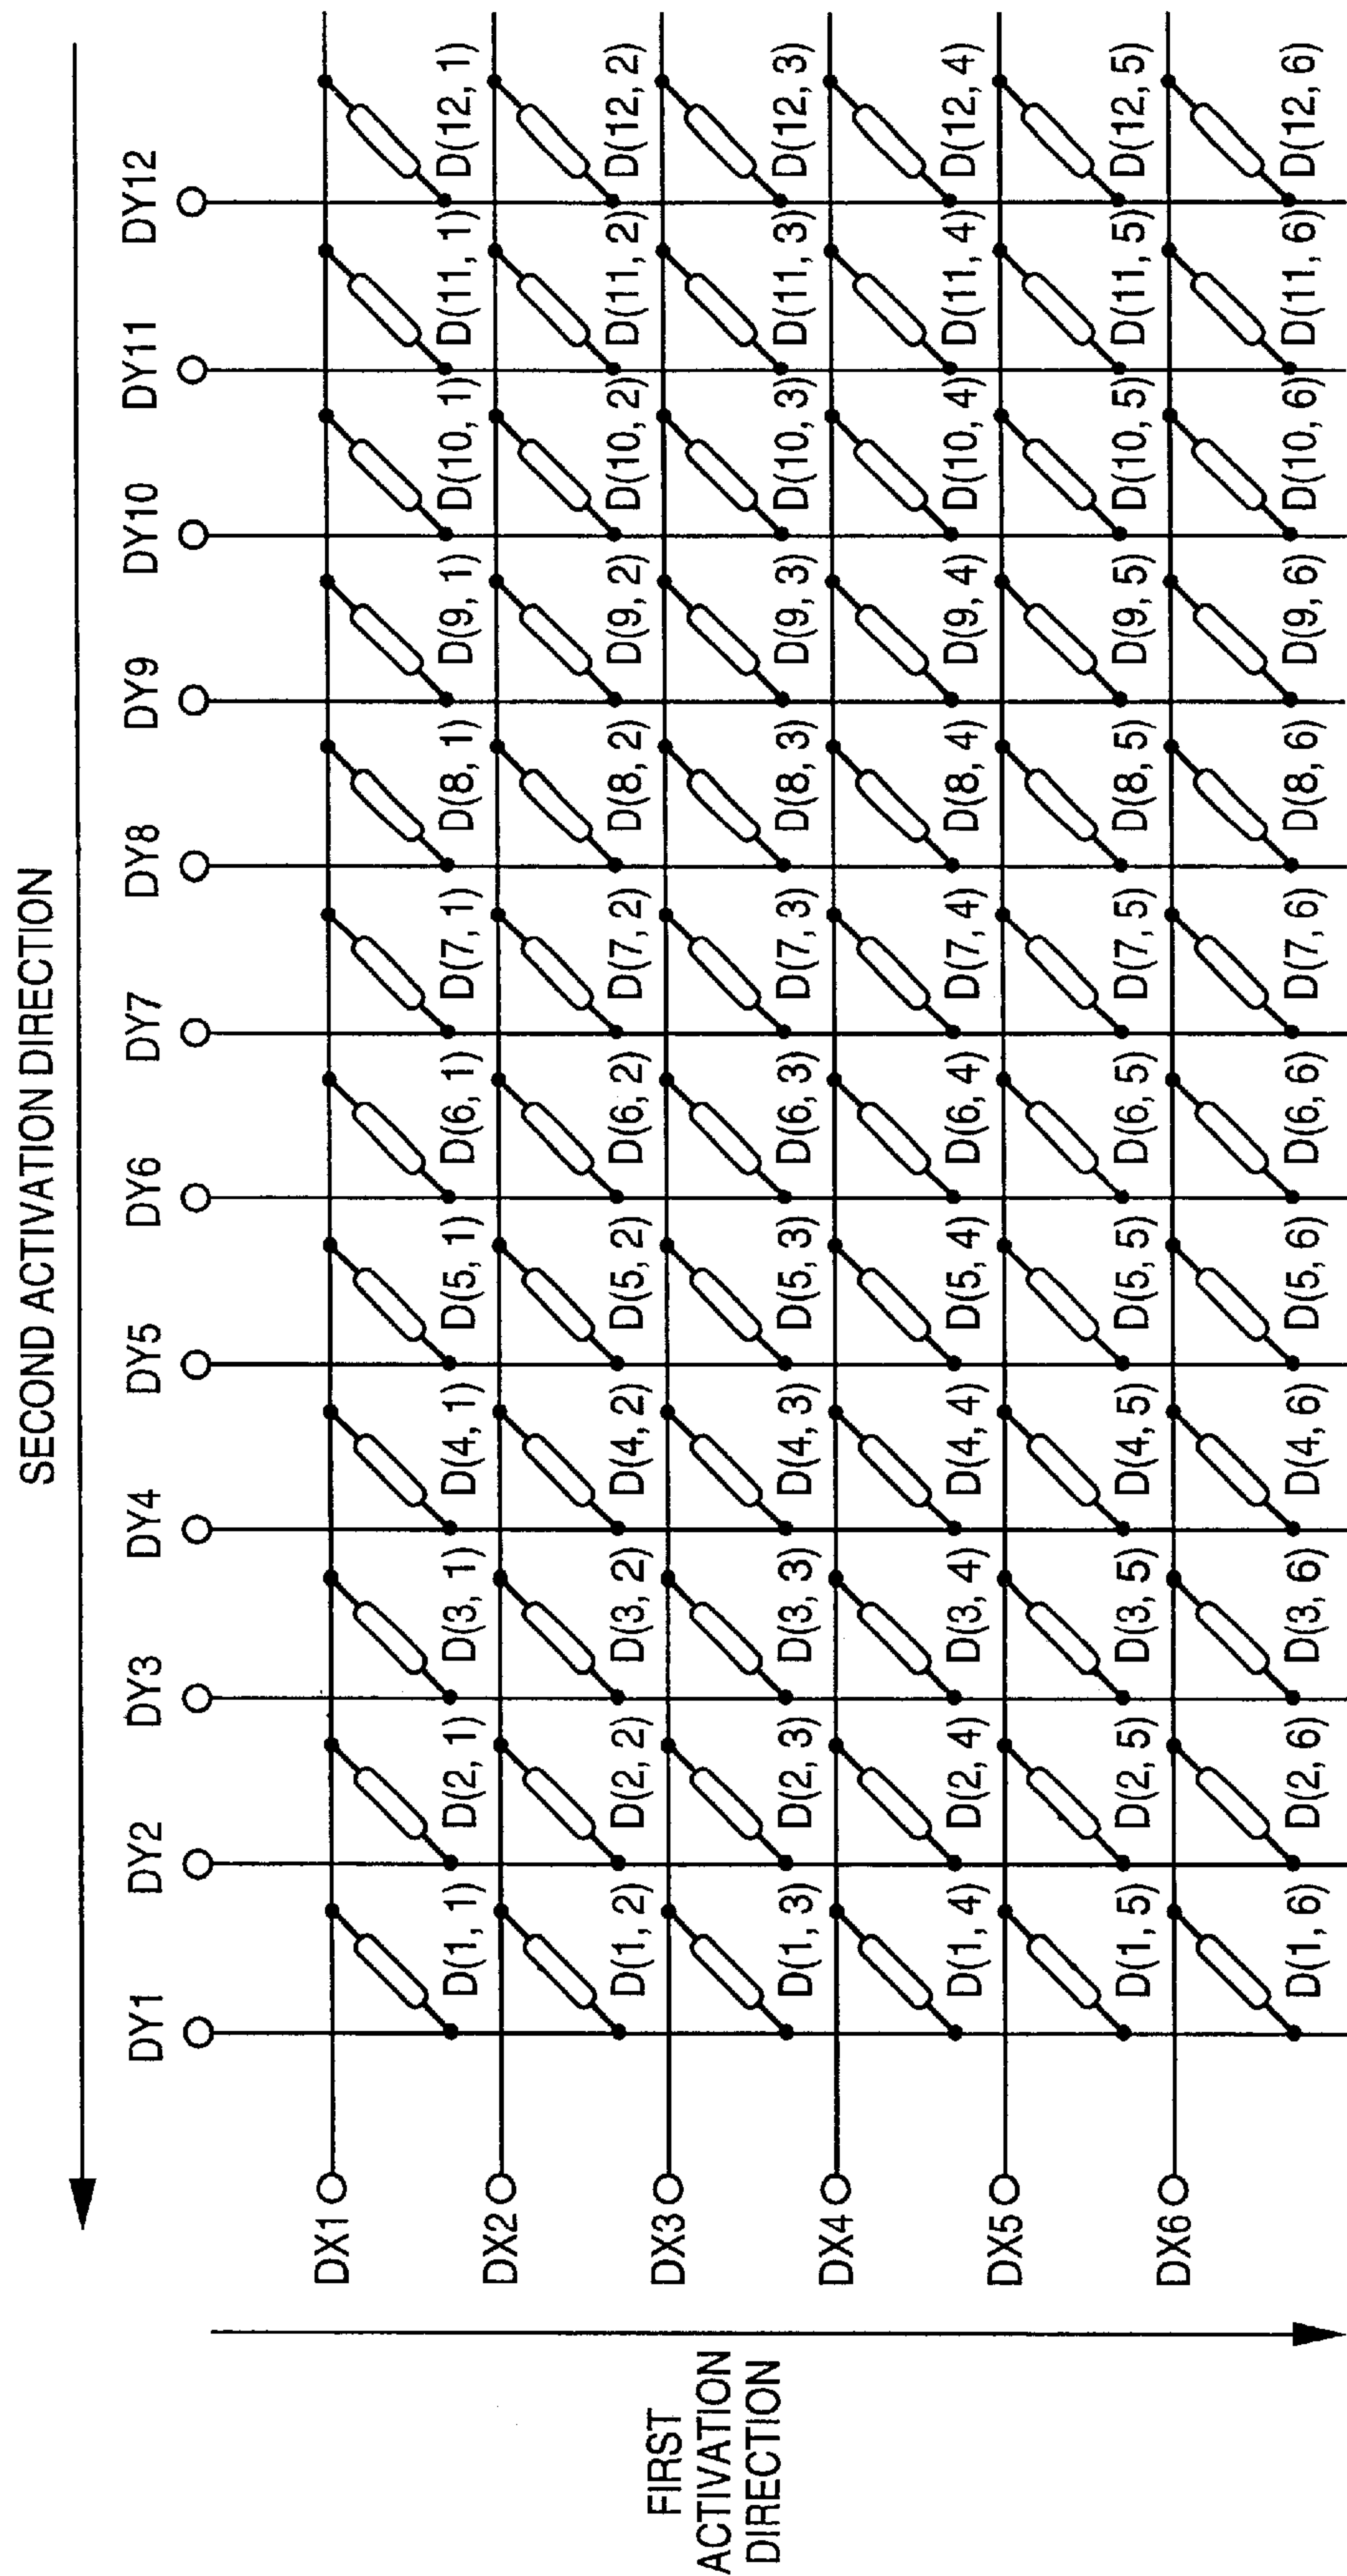 SECOND ACTIVATION DIRECTION
DY1 DY2 DY3 DY4 DY5 DY6 DY7 DY8 DY9 DY10 DY11 DY12
DX1
D(1, 1) D(2, 1) D(3, 1) D(4, 1) D(5, 1) D(6, 1) D(7, 1) D(8, 1) D(9, 1) D(10, 1) D(11, 1) D(12, 1)
DX2
D(1, 2) D(2, 2) D(3, 2) D(4, 2) D(5, 2) D(6, 2) D(7, 2) D(8, 2) D(9, 2) D(10, 2) D(11, 2) D(12, 2)
FIRST
ACTIVATION
DIRECTION
DX3
D(1, 3) D(2, 3) D(3, 3) D(4, 3) D(5, 3) D(6, 3) D(7, 3) D(8, 3) D(9, 3) D(10, 3) D(11, 3) D(12, 3)
DX4
D(1, 4) D(2, 4) D(3, 4) D(4, 4) D(5, 4) D(6, 4) D(7, 4) D(8, 4) D(9, 4) D(10, 4) D(11, 4) D(12, 4)
DX5
D(1, 5) D(2, 5) D(3, 5) D(4, 5) D(5, 5) D(6, 5) D(7, 5) D(8, 5) D(9, 5) D(10, 5) D(11, 5) D(12, 5)
DX6
D(1, 6) D(2, 6) D(3, 6) D(4, 6) D(5, 6) D(6, 6) D(7, 6) D(8, 6) D(9, 6) D(10, 6) D(11, 6) D(12, 6)